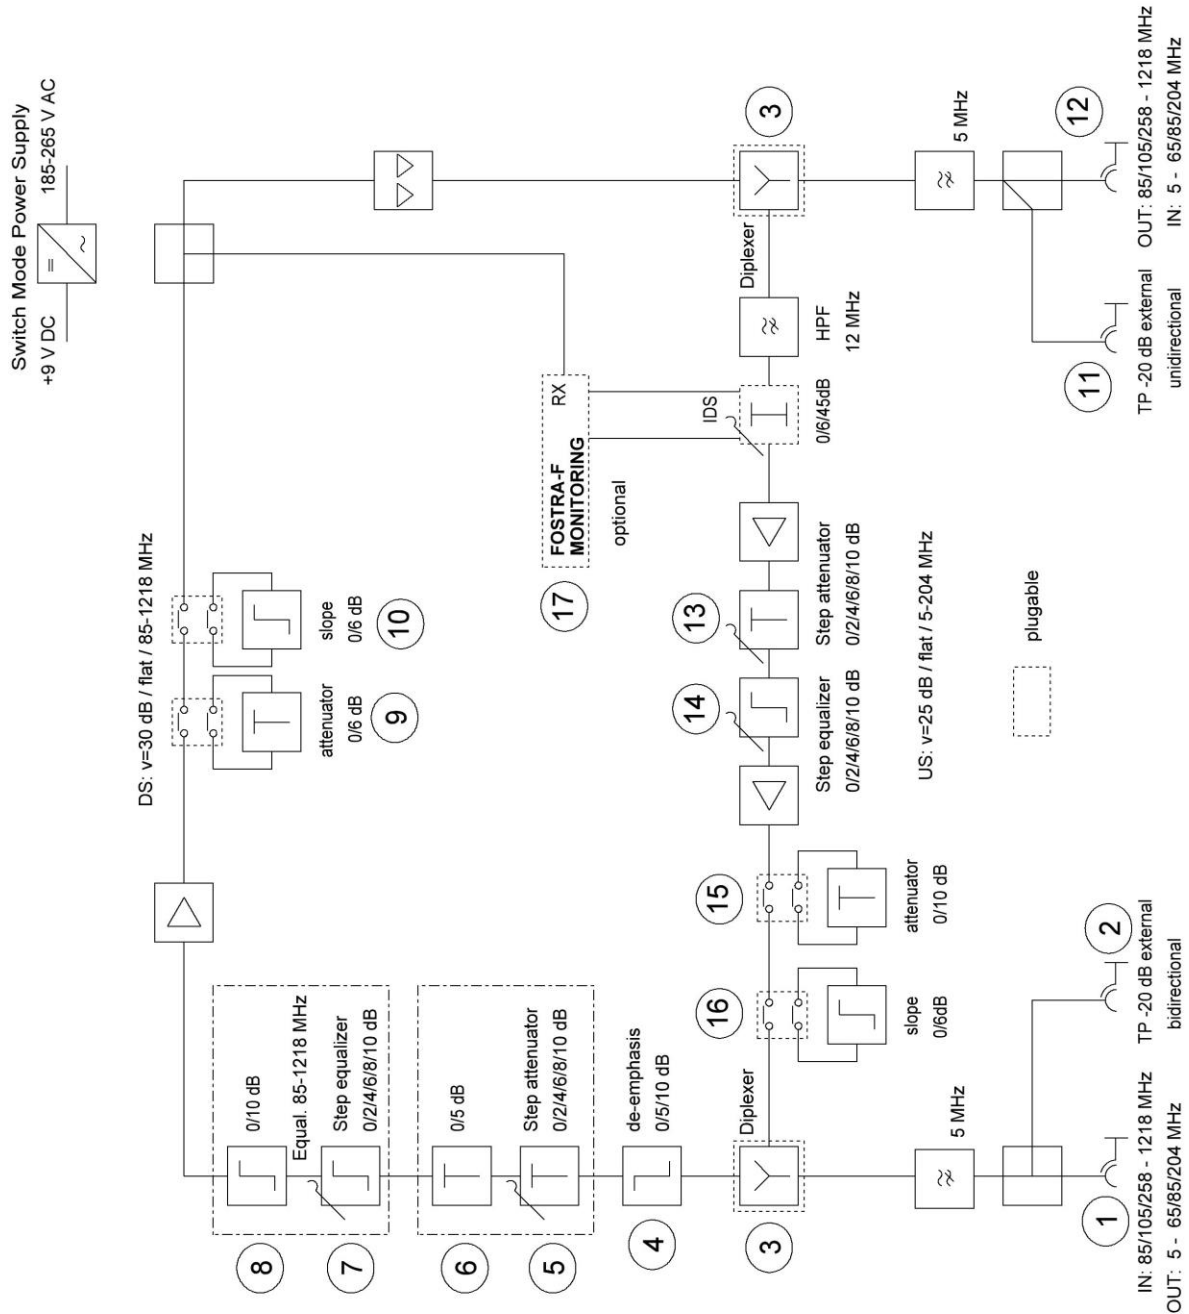 Switch Mode Power Supply
+9 V DC
185-265 V AC
DS: v=30 dB / flat / 85-1218 MHz
8
0/10 dB
Equal. 85-1218 MHz
7
Step equalizer
0/2/4/6/8/10 dB
6
0/5 dB
5
Step attenuator
0/2/4/6/8/10 dB
4
de-emphasis
0/5/10 dB
attenuator
0/6 dB
9
slope
0/6 dB
10
FOSTRA-F
MONITORING
RX
optional
17
3
Diplexer
16
slope
0/6dB
15
attenuator
0/10 dB
14
Step equalizer
0/2/4/6/8/10 dB
13
Step attenuator
0/2/4/6/8/10 dB
IDS
0/6/45dB
HPF
12 MHz
Diplexer
3
US: v=25 dB / flat / 5-204 MHz
plugable
5 MHz
5 MHz
1
IN: 85/105/258 - 1218 MHz
OUT: 5 - 65/85/204 MHz
2
TP -20 dB external
bidirectional
11
TP -20 dB external
unidirectional
12
OUT: 85/105/258 - 1218 MHz
IN: 5 - 65/85/204 MHz